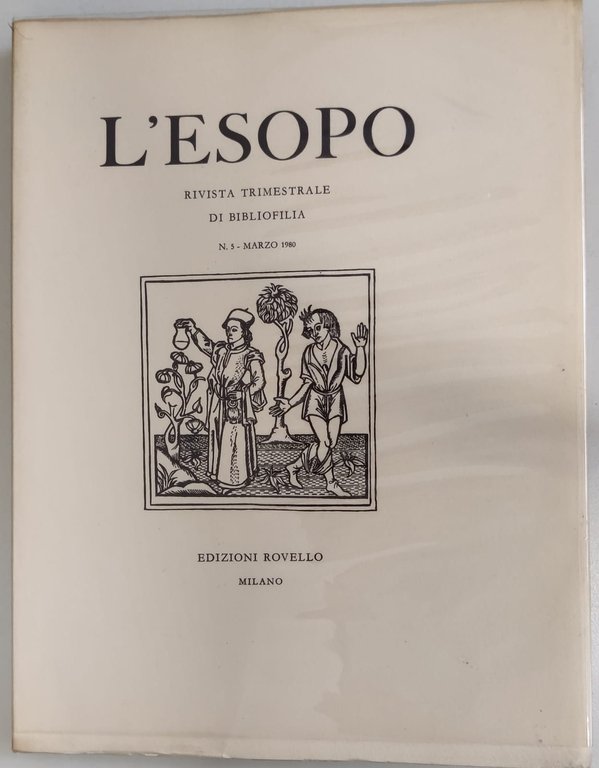 L'ESOPO
RIVISTA TRIMESTRALE
DI BIBLIOFILIA
N. 5 - MARZO 1980
EDIZIONI ROVELLO
MILANO